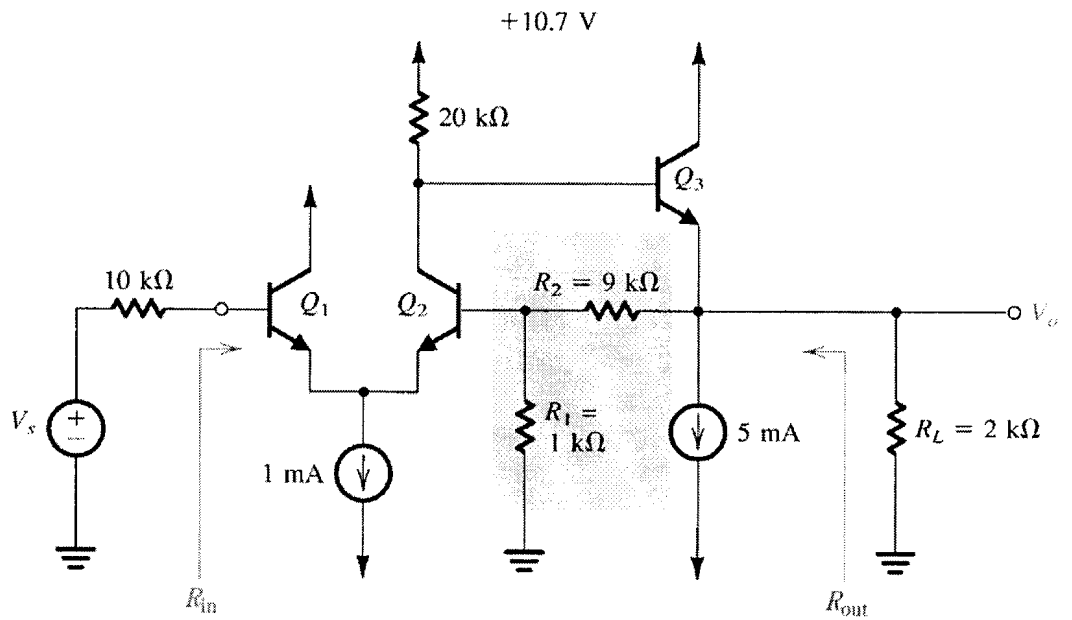 +10.7 V
20 kΩ
Q3
10 kΩ
Q1
Q2
R2 = 9 kΩ
Vo
Vs
+
−
1 mA
R1 =
1 kΩ
5 mA
RL = 2 kΩ
Rin
Rout